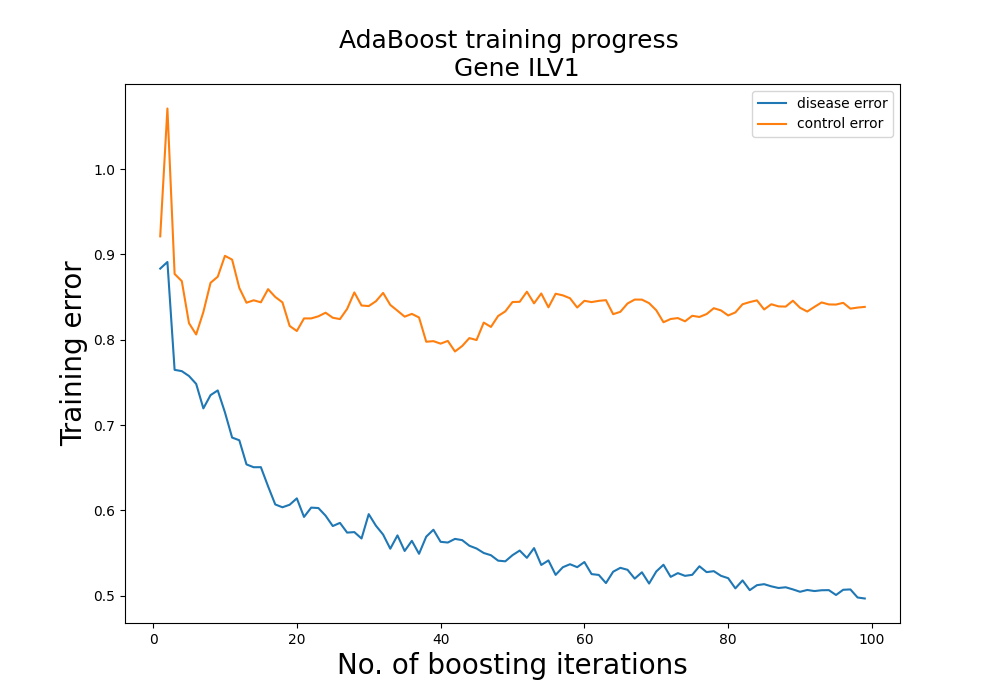 AdaBoost training progress
Gene ILV1
disease error
control error
Training error
1.0
0.9
0.8
0.7
0.6
0.5
0
20
40
60
80
100
No. of boosting iterations